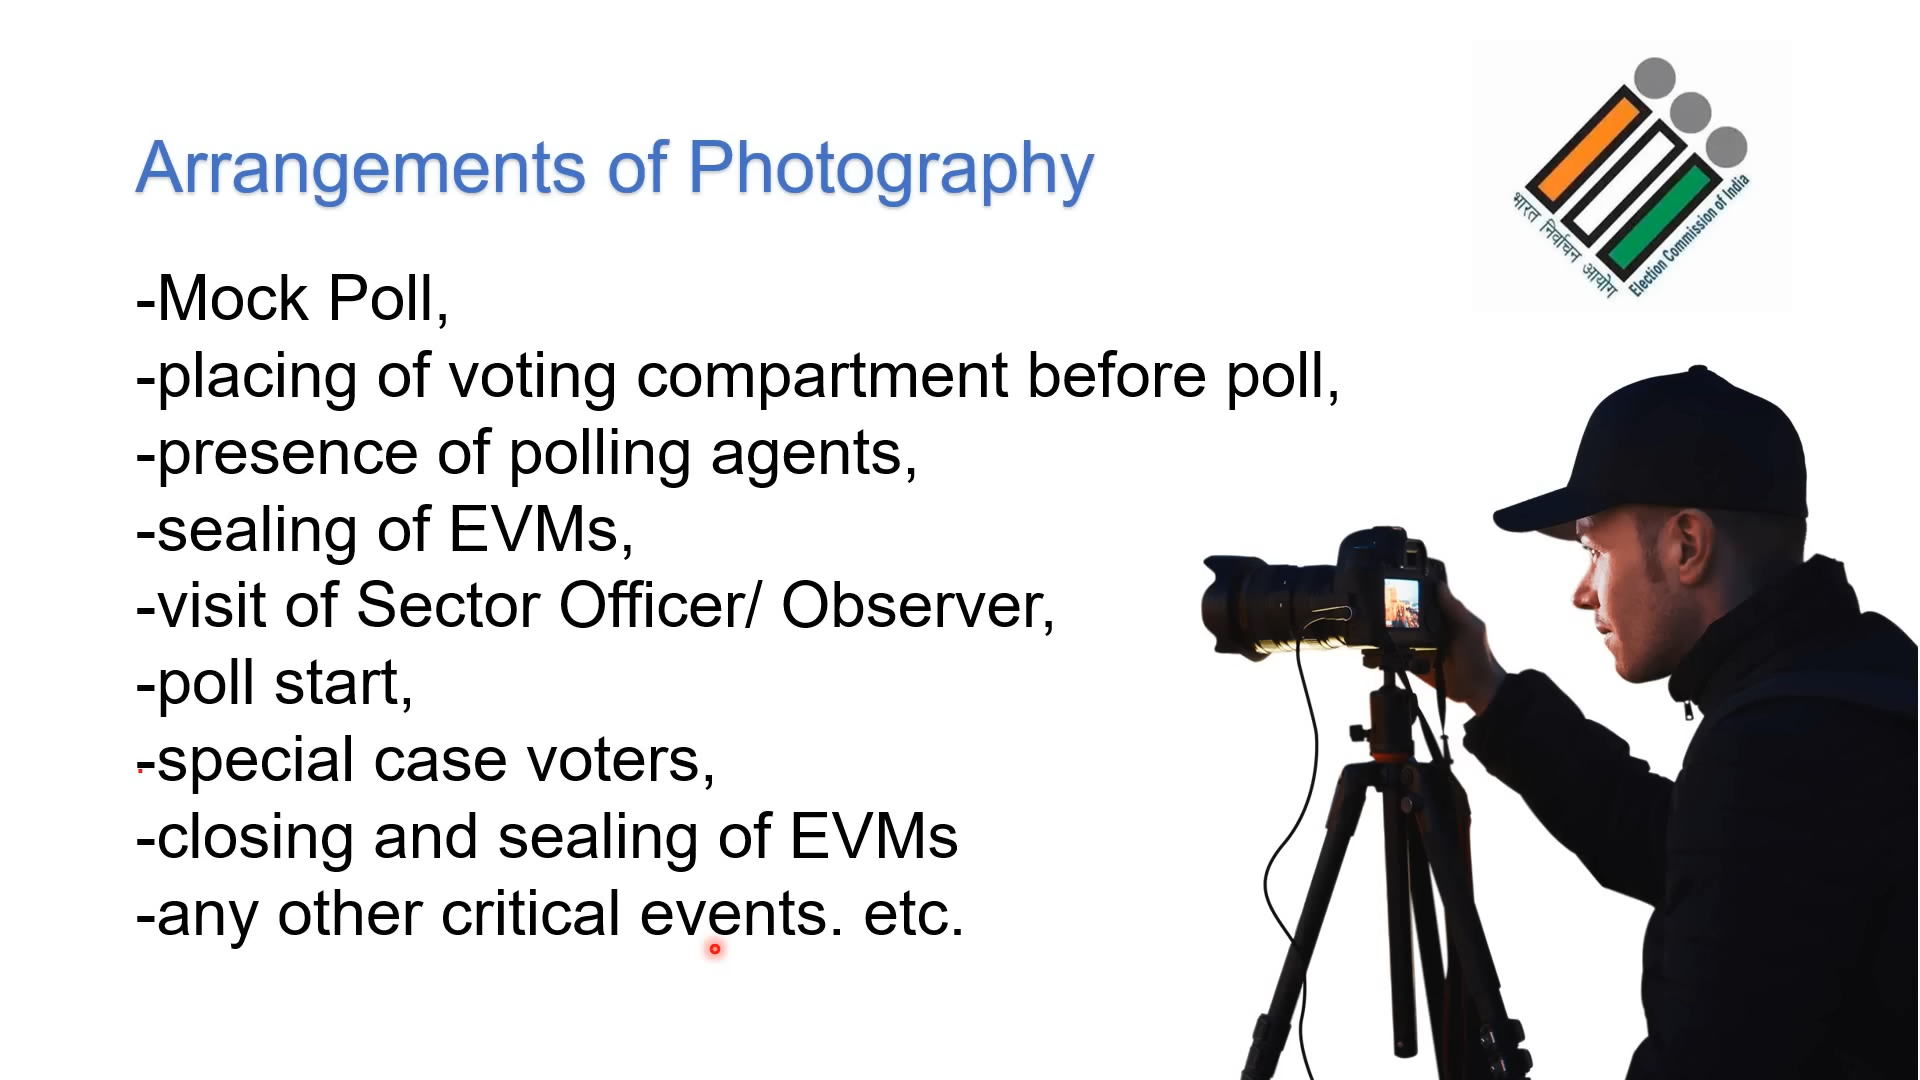 Arrangements of Photography
-Mock Poll,
-placing of voting compartment before poll,
-presence of polling agents,
-sealing of EVMs,
-visit of Sector Officer/ Observer,
-poll start,
-special case voters,
-closing and sealing of EVMs
-any other critical events. etc.
भारत निर्वाचन आयोग
Election Commission of India